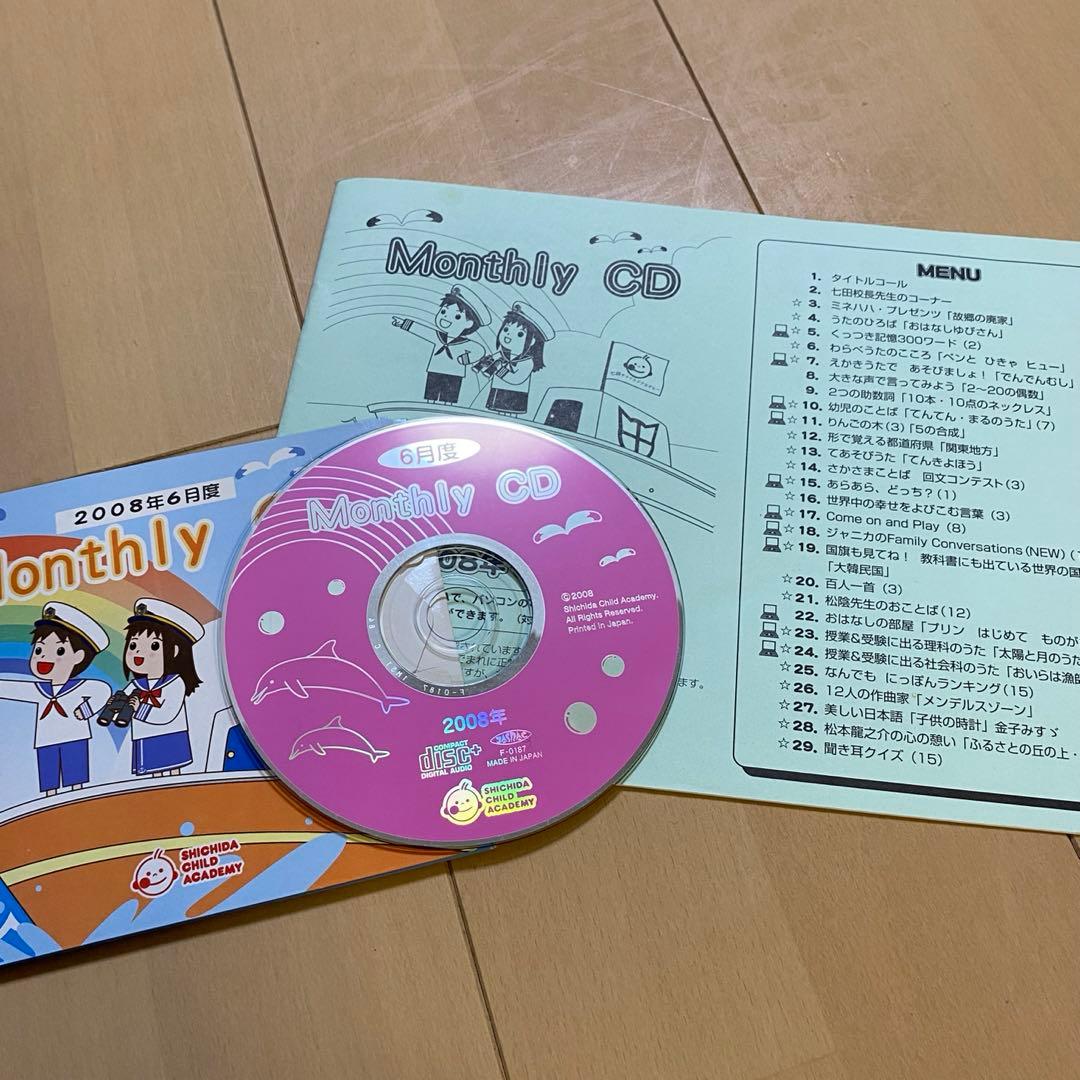 Monthly CD
MENU
1. タイトルコール
2. 七田校長先生のコーナー
☆ 3. ミネハハ・プレゼンツ「故郷の廃家」
☆ 4. うたのひろば「おはなしゆびさん」
☆ 5. くっつき記憶300ワード (2)
☆ 6. わらべうたのこころ「ペンと ひきゃ ヒュー」
☆ 7. えかきうたで あそびましょ!「でんでんむし」
8. 大きな声で言ってみよう「2〜20の偶数」
9. 2つの助数詞「10本・10点のネックレス」
☆ 10. 幼児のことば「てんてん・まるのうた」(7)
☆ 11. りんごの木 (3)「5の合成」
☆ 12. 形で覚える都道府県「関東地方」
☆ 13. てあそびうた「てんきよほう」
☆ 14. さかさまことば 回文コンテスト (3)
☆ 15. あらあら、どっち? (1)
☆ 16. 世界中の幸せをよびこむ言葉 (3)
☆ 17. Come on and Play (8)
☆ 18. ジャニカのFamily Conversations (NEW)
☆ 19. 国旗も見てね! 教科書にも出ている世界の国
「大韓民国」
☆ 20. 百人一首 (3)
☆ 21. 松陰先生のおことば (12)
22. おはなしの部屋「プリン はじめて ものが
☆ 23. 授業&受験に出る理科のうた「太陽と月のうた
☆ 24. 授業&受験に出る社会科のうた「おいらは漁師
☆ 25. なんでも にっぽんランキング (15)
☆ 26. 12人の作曲家「メンデルスゾーン」
☆ 27. 美しい日本語「子供の時計」金子みすゞ
☆ 28. 松本龍之介の心の憩い「ふるさとの丘の上・
☆ 29. 聞き耳クイズ (15)
6月度
Monthly CD
©2008
Shichida Child Academy.
All Rights Reserved.
Printed in Japan.
2008年
COMPACT
disc+
DIGITAL AUDIO
F-0187
MADE IN JAPAN
SHICHIDA
CHILD
ACADEMY
2008年6月度
Monthly
SHICHIDA
CHILD
ACADEMY
ます。